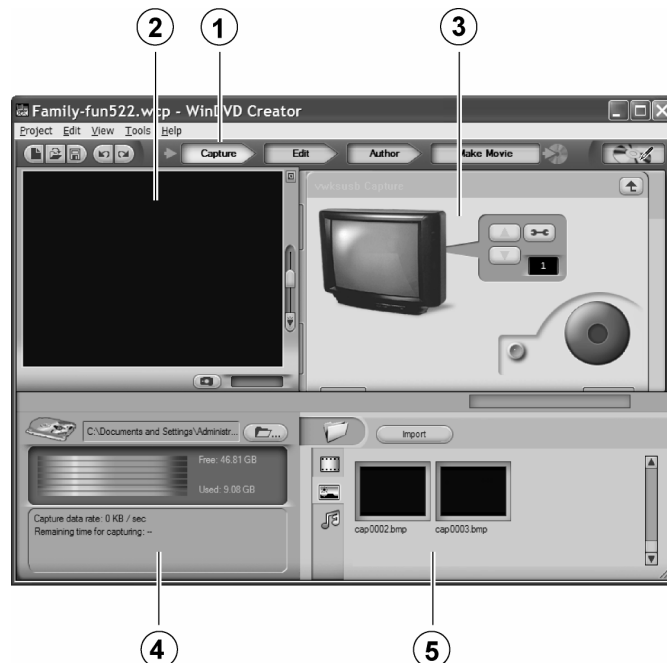 2
1
3
Family-fun522.wcp - WinDVD Creator
Project Edit View Tools Help
Capture
Edit
Author
Make Movie
vwksusb Capture
1
C:\Documents and Settings\Administr...
Free: 46.81 GB
Used: 9.08 GB
Capture data rate: 0 KB / sec
Remaining time for capturing: --
Import
cap0002.bmp
cap0003.bmp
4
5